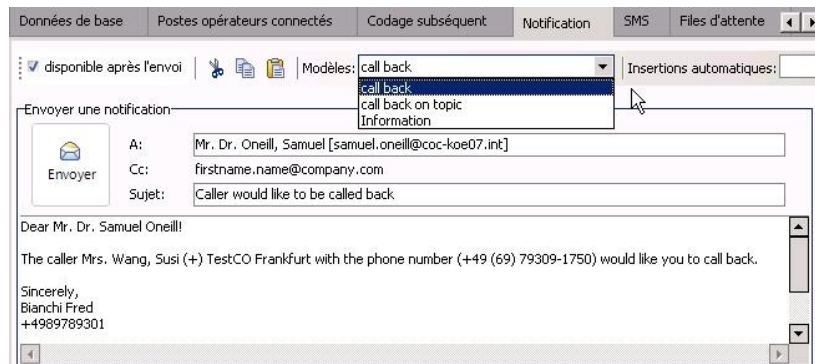 Données de base Postes opérateurs connectés Codage subséquent Notification SMS Files d'attente
disponible après l'envoi Modèles: call back Insertions automatiques:
call back
call back on topic
Information
Envoyer une notification
Envoyer
A: Mr. Dr. Oneill, Samuel [samuel.oneill@coc-koe07.int]
Cc: firstname.name@company.com
Sujet: Caller would like to be called back
Dear Mr. Dr. Samuel Oneill!
The caller Mrs. Wang, Susi (+) TestCO Frankfurt with the phone number (+49 (69) 79309-1750) would like you to call back.
Sincerely,
Bianchi Fred
+4989789301